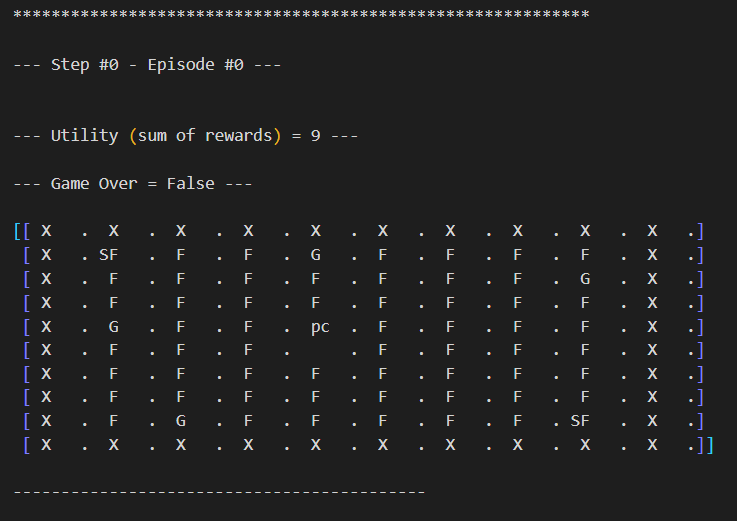 ************************************************************
--- Step #0 - Episode #0 ---
--- Utility (sum of rewards) = 9 ---
--- Game Over = False ---
[[ X . X . X . X . X . X . X . X . X . X .]
[ X . SF . F . F . G . F . F . F . F . X .]
[ X . F . F . F . F . F . F . F . G . X .]
[ X . F . F . F . F . F . F . F . F . X .]
[ X . G . F . F . pc . F . F . F . F . X .]
[ X . F . F . F .   . F . F . F . F . X .]
[ X . F . F . F . F . F . F . F . F . X .]
[ X . F . F . F . F . F . F . F . F . X .]
[ X . F . G . F . F . F . F . F . SF . X .]
[ X . X . X . X . X . X . X . X . X . X .]]
-------------------------------------------